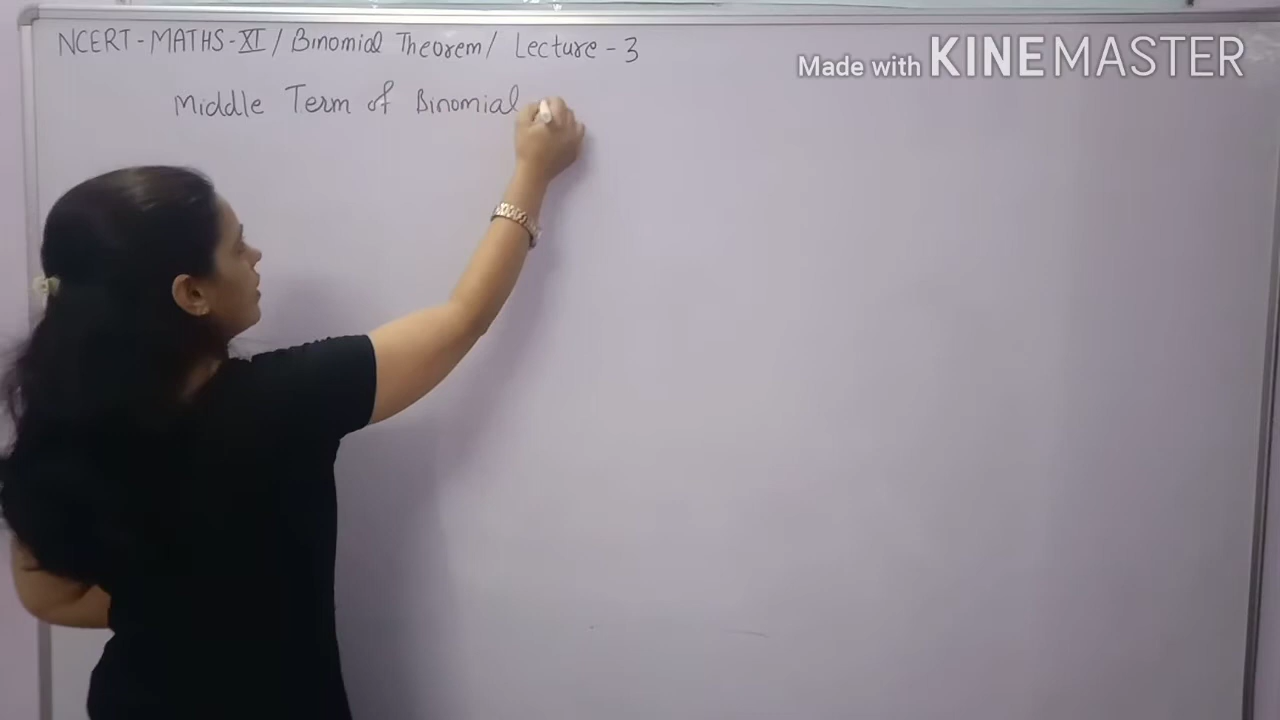 NCERT-MATHS-XI/Binomial Theorem/ Lecture-3
Made with KINEMASTER
Middle Term of Binomial